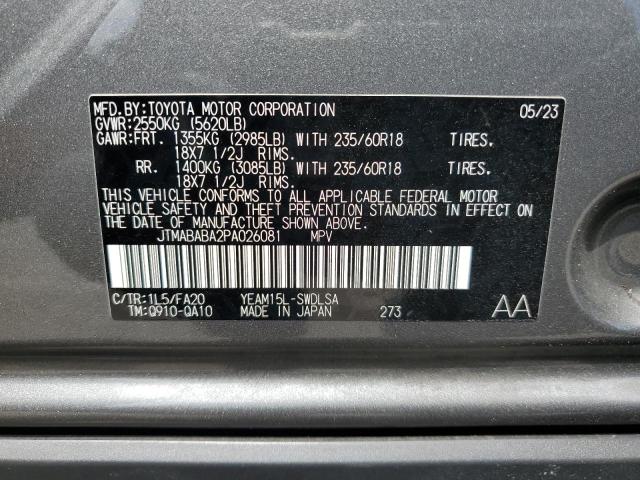 MFD.BY:TOYOTA MOTOR CORPORATION 05/23
GVWR:2550KG (5620LB)
GAWR:FRT. 1355KG (2985LB) WITH 235/60R18 TIRES.
18X7 1/2J RIMS.
RR. 1400KG (3085LB) WITH 235/60R18 TIRES.
18X7 1/2J RIMS.
THIS VEHICLE CONFORMS TO ALL APPLICABLE FEDERAL MOTOR
VEHICLE SAFETY AND THEFT PREVENTION STANDARDS IN EFFECT ON
THE DATE OF MANUFACTURE SHOWN ABOVE.
JTMABABA2PA026081 MPV
C/TR:1L5/FA20 YEAM15L-SWDLSA
TM:Q910-QA10 MADE IN JAPAN 273 AA